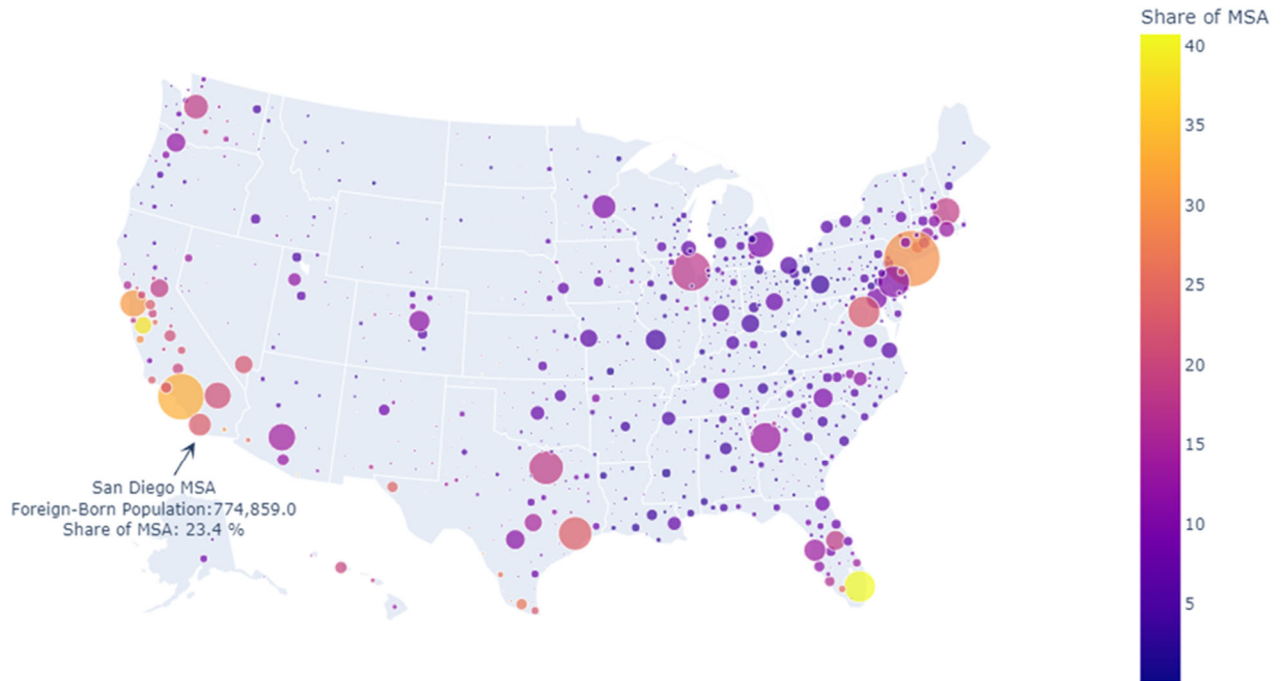 Share of MSA
40
35
30
25
20
15
10
5
San Diego MSA
Foreign-Born Population:774,859.0
Share of MSA: 23.4 %